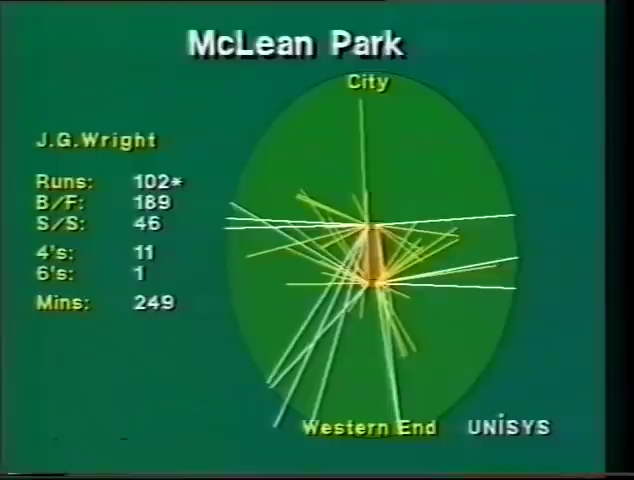 McLean Park
City
J.G.Wright
Runs: 102*
B/F: 189
S/S: 46
4's: 11
6's: 1
Mins: 249
Western End
UNISYS